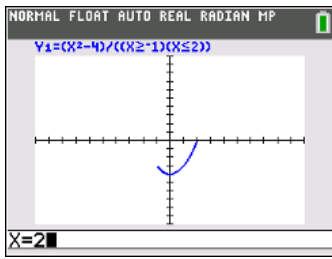 NORMAL FLOAT AUTO REAL RADIAN MP
Y₁=(X²-4)/((X≥⁻1)(X≤2))
X=2